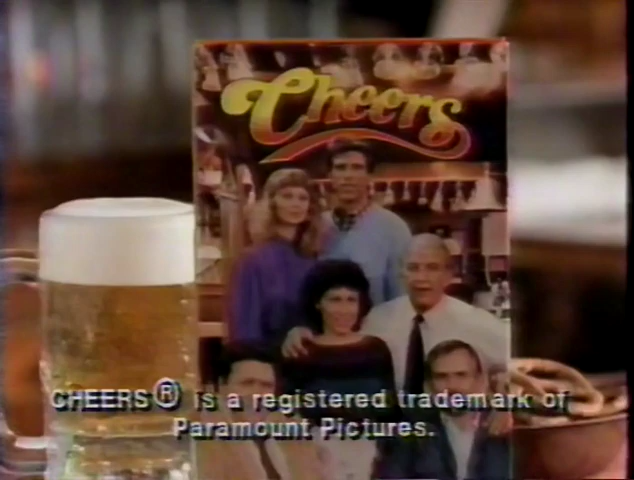 Cheers
CHEERS® is a registered trademark of
Paramount Pictures.